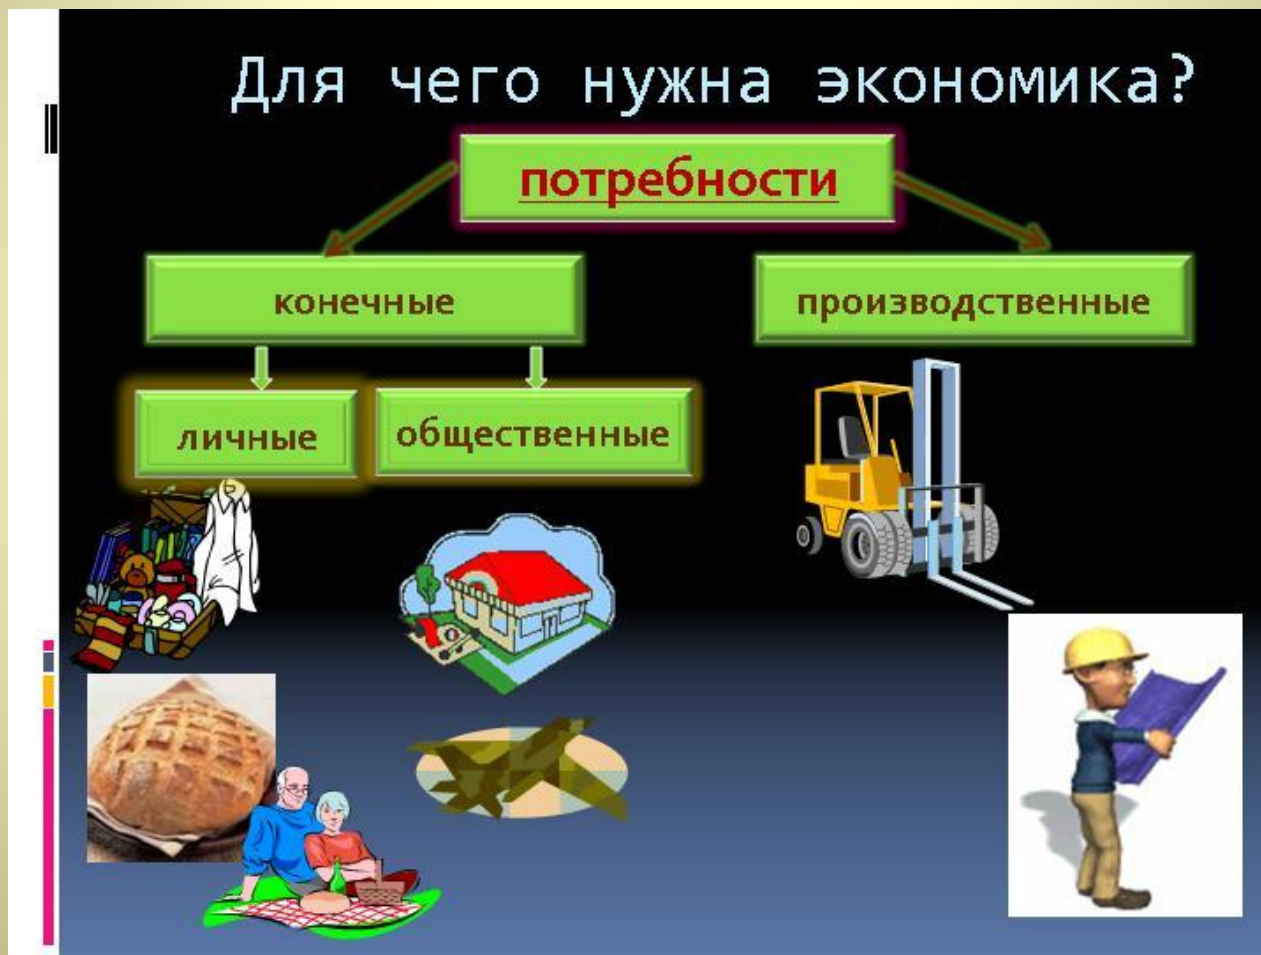 Для чего нужна экономика?
потребности
конечные
производственные
личные
общественные